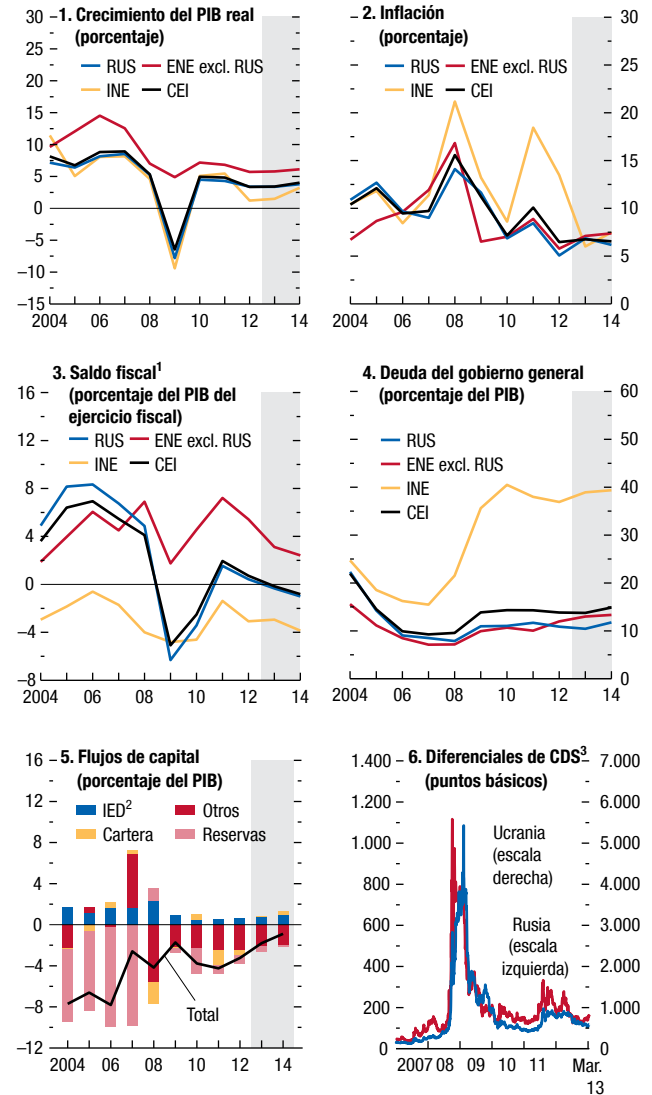 1. Crecimiento del PIB real
(porcentaje)
RUS ENE excl. RUS
INE CEI
30
25
20
15
10
5
0
–5
–10
–15
2004 06 08 10 12 14
2. Inflación
(porcentaje)
RUS ENE excl. RUS
INE CEI
30
25
20
15
10
5
0
2004 06 08 10 12 14
3. Saldo fiscal1
(porcentaje del PIB del
ejercicio fiscal)
RUS ENE excl. RUS
INE CEI
16
12
8
4
0
–4
–8
2004 06 08 10 12 14
4. Deuda del gobierno general
(porcentaje del PIB)
RUS
ENE excl. RUS
INE
CEI
60
50
40
30
20
10
0
2004 06 08 10 12 14
5. Flujos de capital
(porcentaje del PIB)
IED2 Otros
Cartera Reservas
16
12
8
4
0
–4
–8
–12
Total
2004 06 08 10 12 14
6. Diferenciales de CDS3
(puntos básicos)
1.400
1.200
1.000
800
600
400
200
0
7.000
6.000
5.000
4.000
3.000
2.000
1.000
0
Ucrania
(escala
derecha)
Rusia
(escala
izquierda)
2007 08 09 10 11 Mar.
13